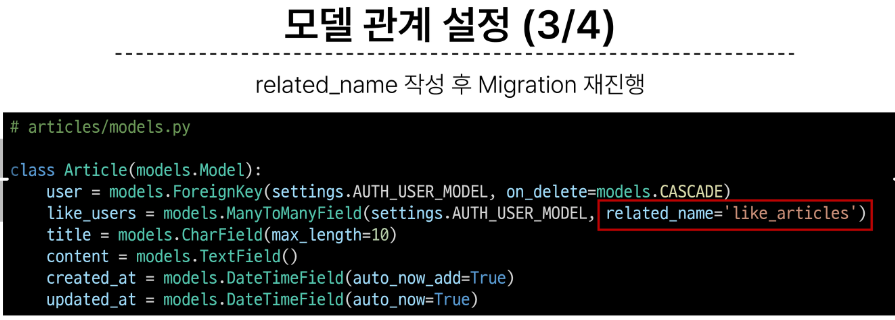 모델 관계 설정 (3/4)
related_name 작성 후 Migration 재진행
# articles/models.py
class Article(models.Model):
    user = models.ForeignKey(settings.AUTH_USER_MODEL, on_delete=models.CASCADE)
    like_users = models.ManyToManyField(settings.AUTH_USER_MODEL, related_name='like_articles')
    title = models.CharField(max_length=10)
    content = models.TextField()
    created_at = models.DateTimeField(auto_now_add=True)
    updated_at = models.DateTimeField(auto_now=True)